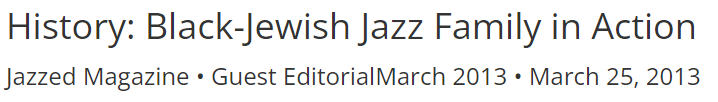 History: Black-Jewish Jazz Family in Action
Jazzed Magazine • Guest EditorialMarch 2013 • March 25, 2013